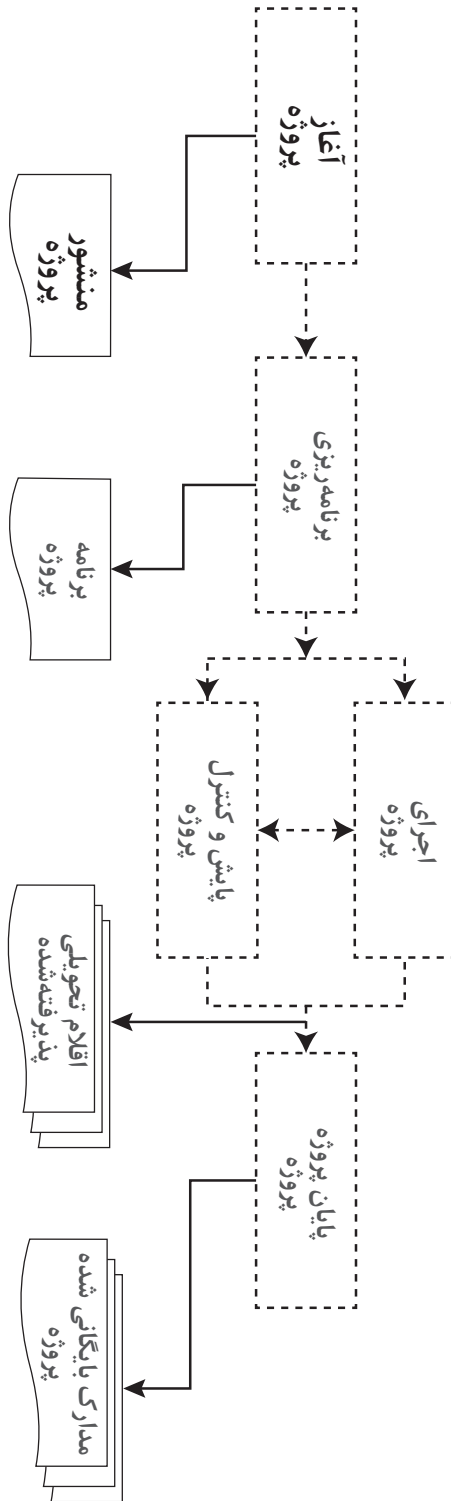 آغاز
پروژه
منشور
پروژه
برنامه‌ریزی
پروژه
برنامه
پروژه
اجرای
پروژه
پایش و کنترل
پروژه
اقلام تحویلی
پذیرفته‌شده
پایان پروژه
پروژه
مدارک بایگانی شده
پروژه